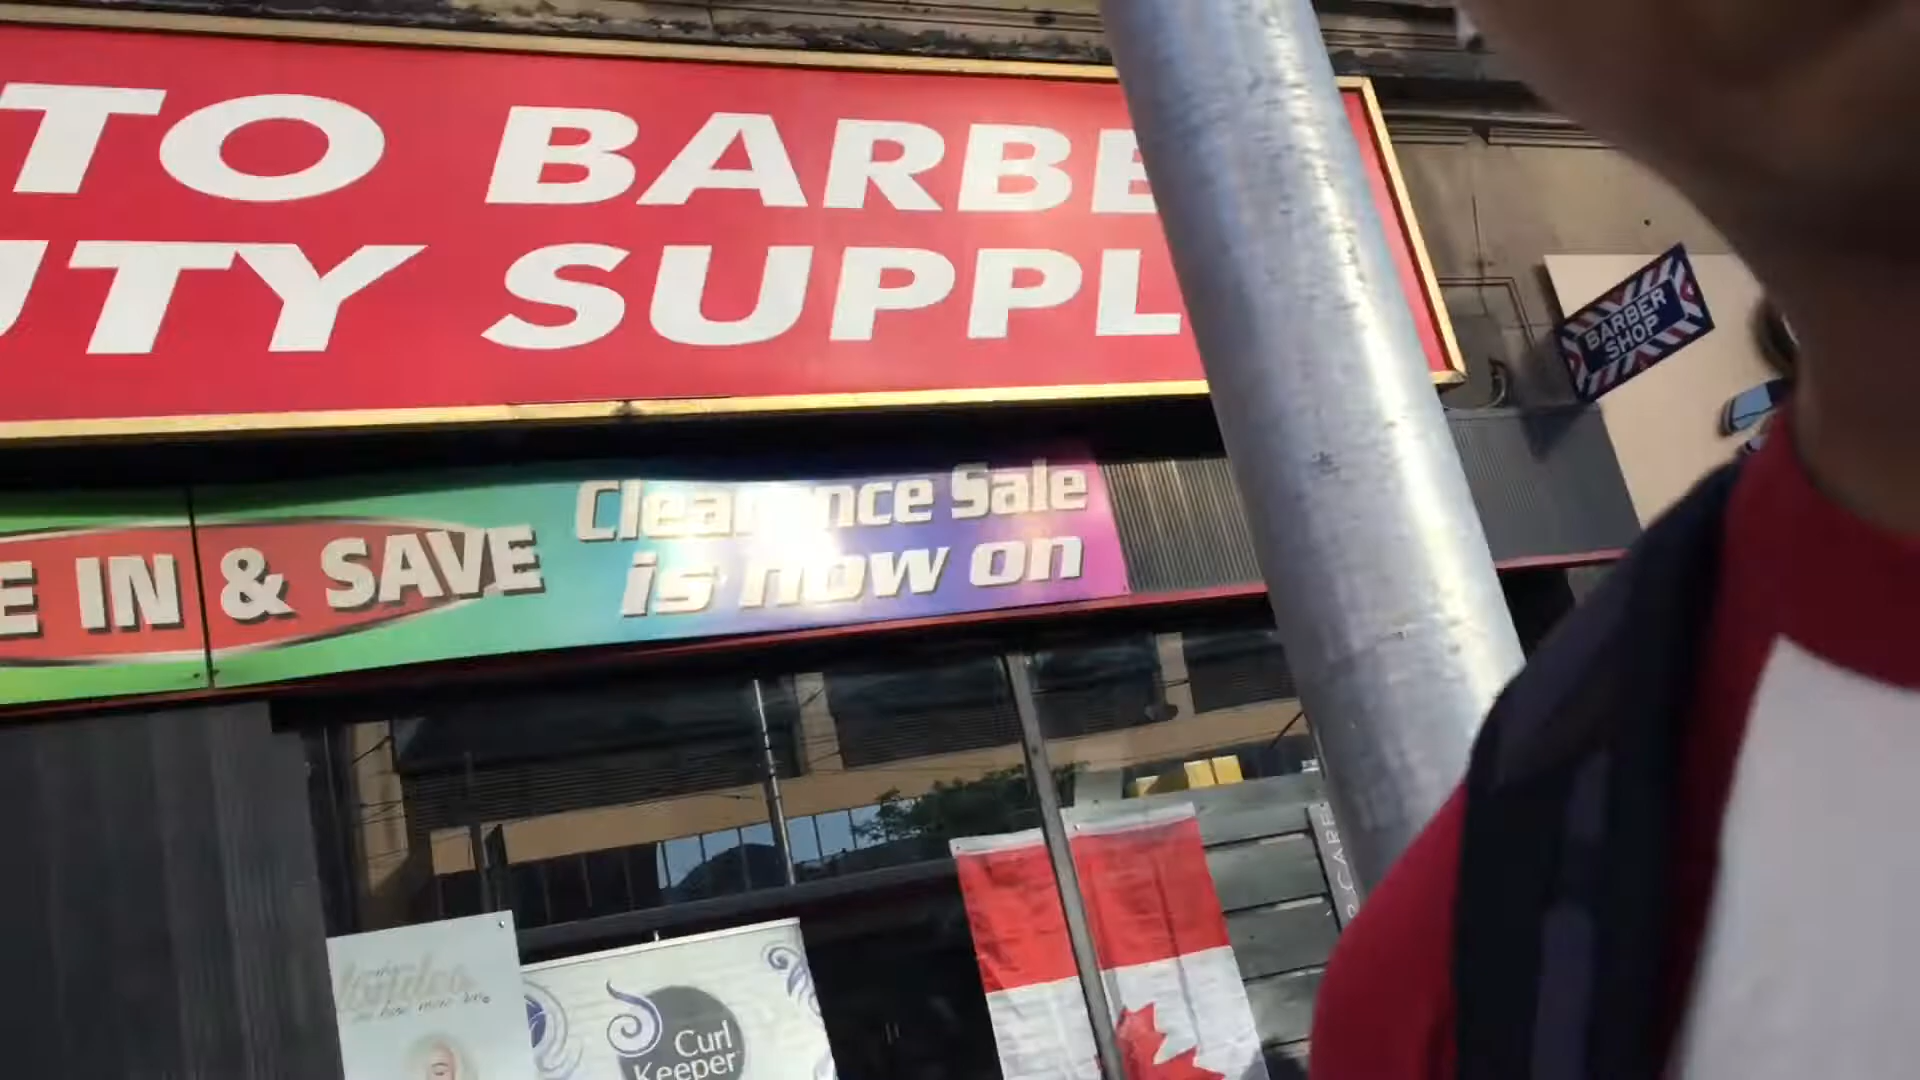 TO BARBE
UTY SUPPL
BARBER
SHOP
E IN & SAVE
Clearance Sale
is now on
Curl
Keeper